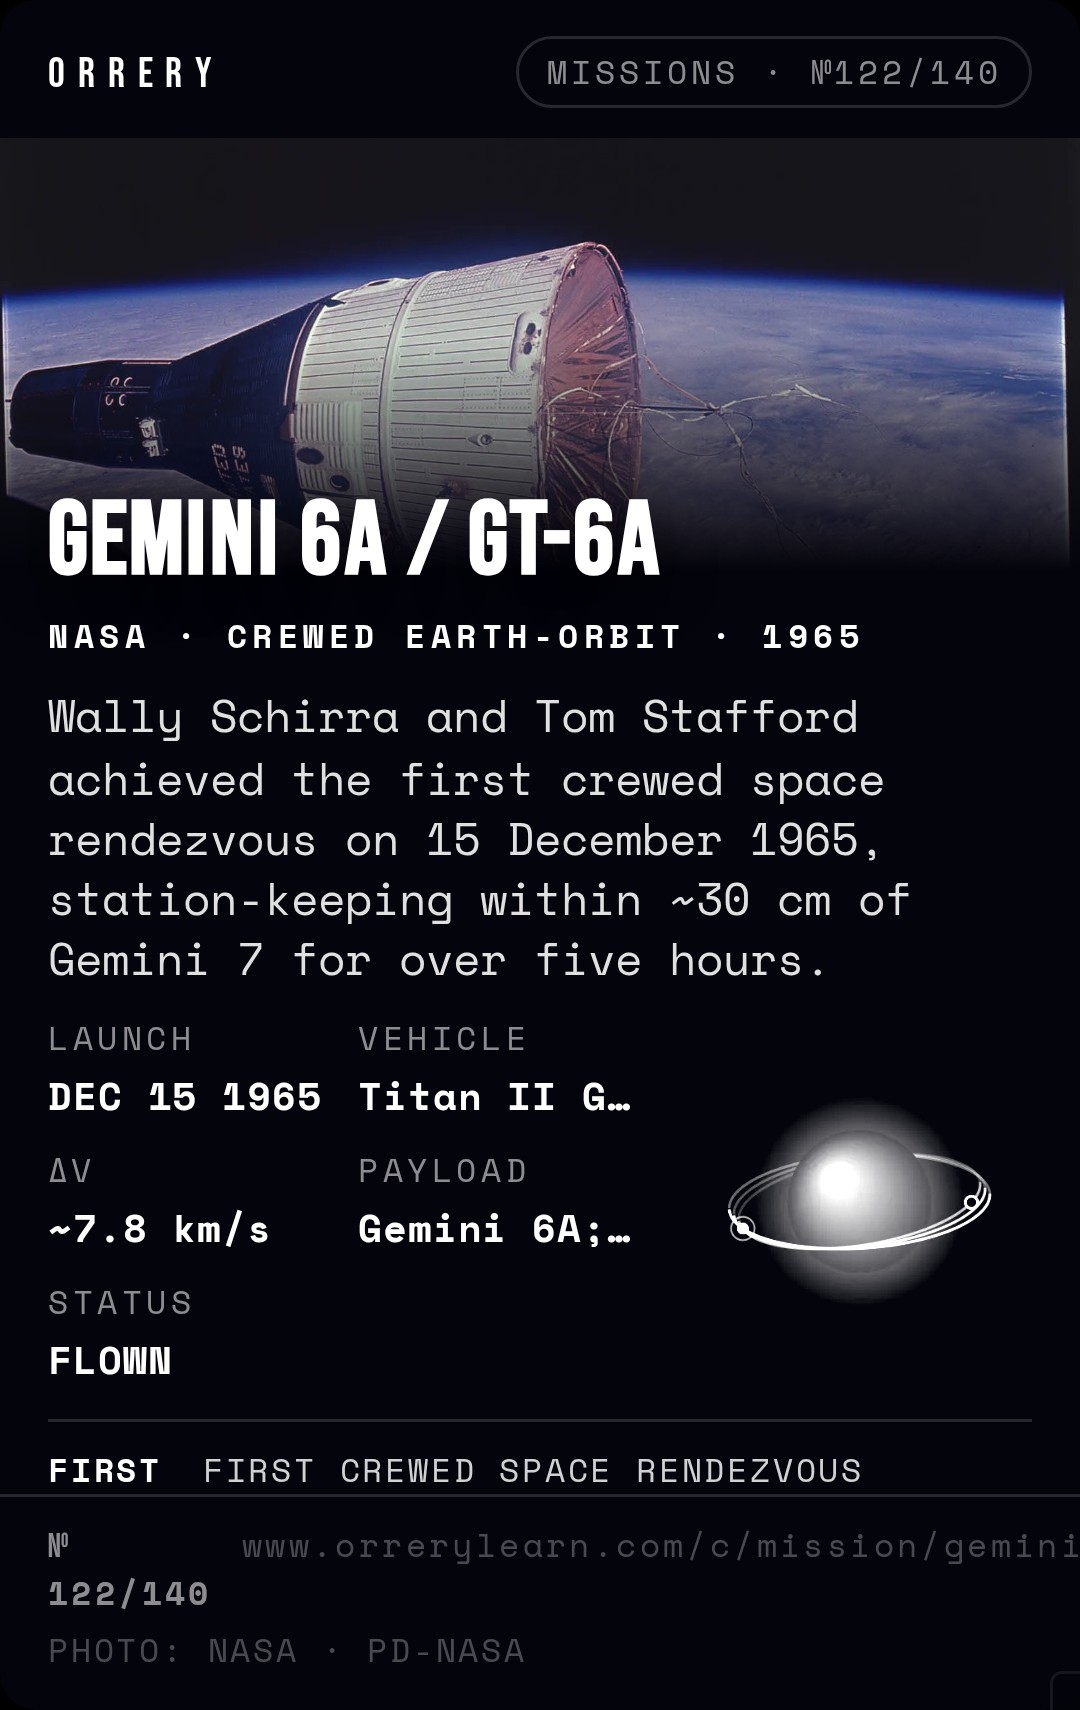 ORRERY
MISSIONS · №122/140
GEMINI 6A / GT-6A
NASA · CREWED EARTH-ORBIT · 1965
Wally Schirra and Tom Stafford
achieved the first crewed space
rendezvous on 15 December 1965,
station-keeping within ~30 cm of
Gemini 7 for over five hours.
LAUNCH VEHICLE
DEC 15 1965 Titan II G…
ΔV PAYLOAD
~7.8 km/s Gemini 6A;…
STATUS
FLOWN
FIRST FIRST CREWED SPACE RENDEZVOUS
№ www.orrerylearn.com/c/mission/gemini
122/140
PHOTO: NASA · PD-NASA